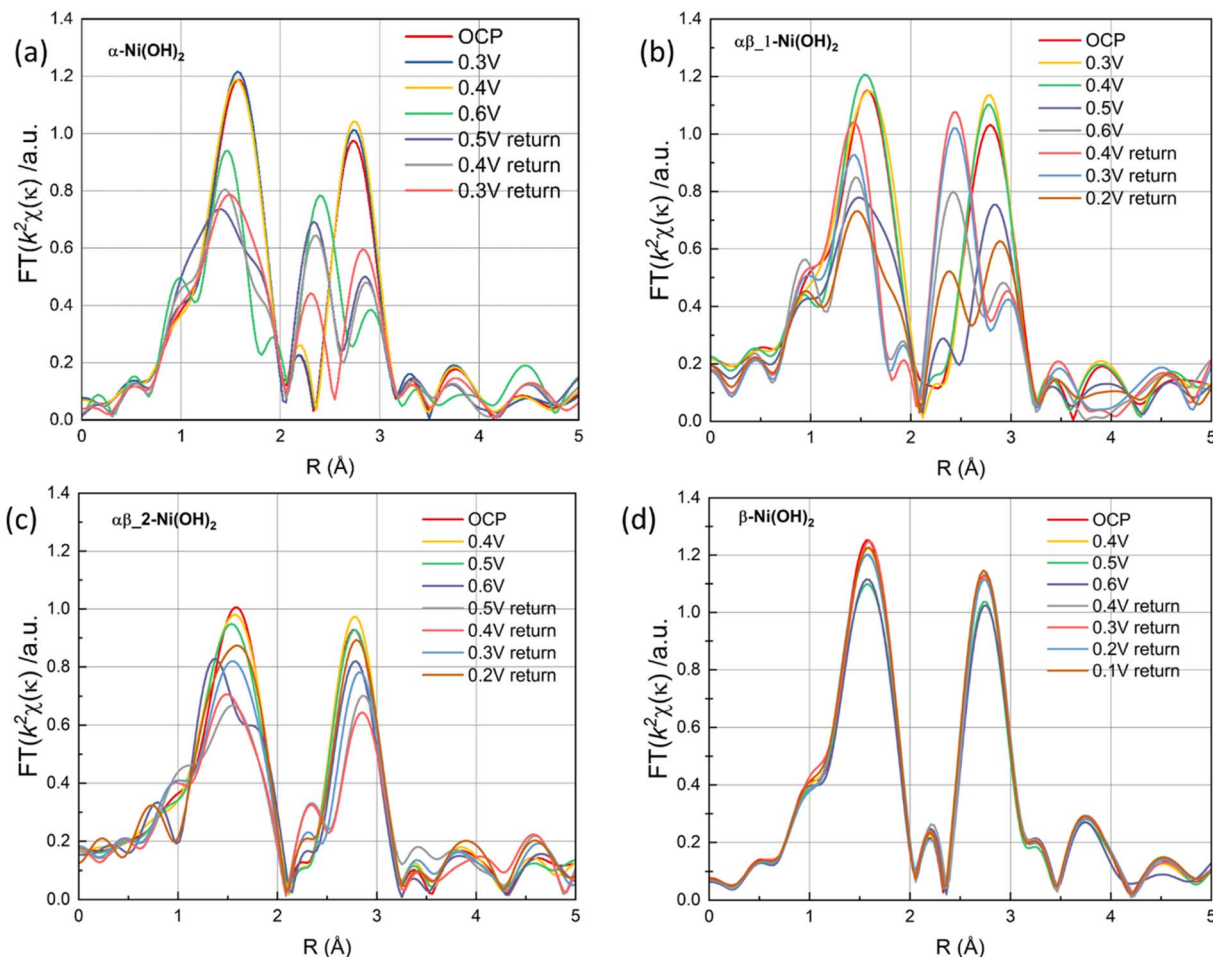 (a)
α-Ni(OH)₂
OCP
0.3V
0.4V
0.6V
0.5V return
0.4V return
0.3V return
FT(k²χ(κ) /a.u.
1.4
1.2
1.0
0.8
0.6
0.4
0.2
0.0
0 1 2 3 4 5
R (Å)
(b)
αβ_1-Ni(OH)₂
OCP
0.3V
0.4V
0.5V
0.6V
0.4V return
0.3V return
0.2V return
FT(k²χ(κ) /a.u.
1.4
1.2
1.0
0.8
0.6
0.4
0.2
0.0
0 1 2 3 4 5
R (Å)
(c)
αβ_2-Ni(OH)₂
OCP
0.4V
0.5V
0.6V
0.5V return
0.4V return
0.3V return
0.2V return
FT(k²χ(κ) /a.u.
1.4
1.2
1.0
0.8
0.6
0.4
0.2
0.0
0 1 2 3 4 5
R (Å)
(d)
β-Ni(OH)₂
OCP
0.4V
0.5V
0.6V
0.4V return
0.3V return
0.2V return
0.1V return
FT(k²χ(κ) /a.u.
1.4
1.2
1.0
0.8
0.6
0.4
0.2
0.0
0 1 2 3 4 5
R (Å)